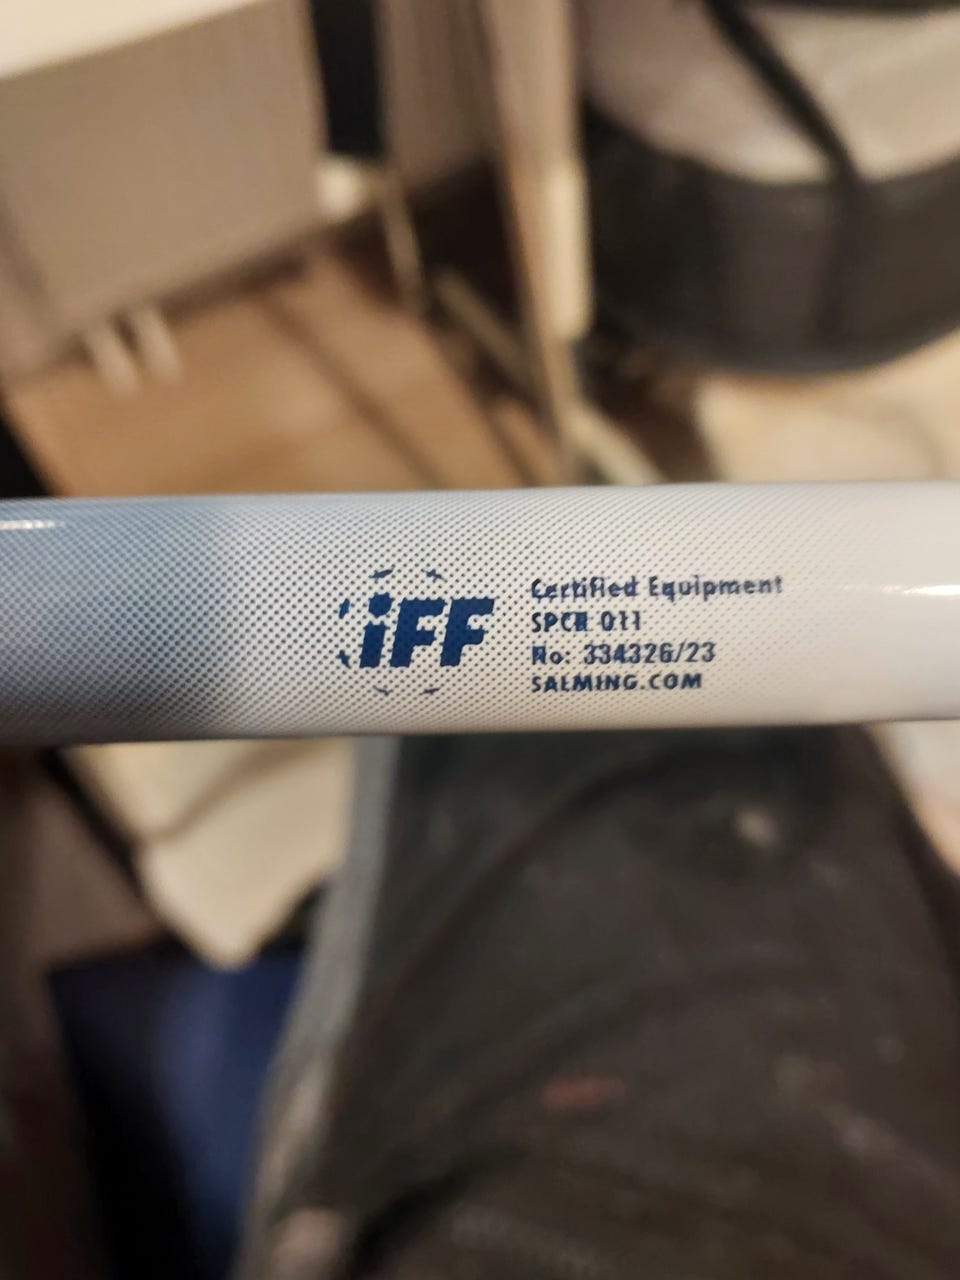 iFF
Certified Equipment
SPCR 011
No: 334326/23
SALMING.COM